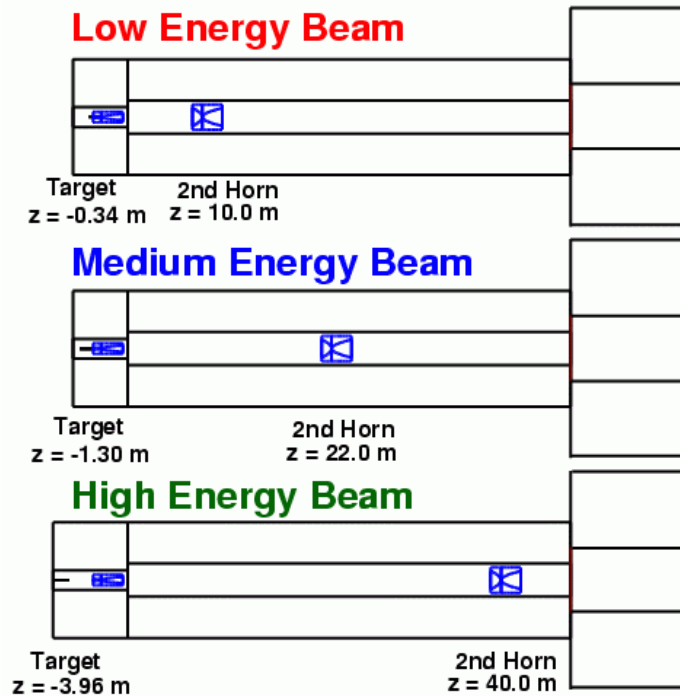 Low Energy Beam
Target 2nd Horn
z = -0.34 m z = 10.0 m
Medium Energy Beam
Target 2nd Horn
z = -1.30 m z = 22.0 m
High Energy Beam
Target 2nd Horn
z = -3.96 m z = 40.0 m